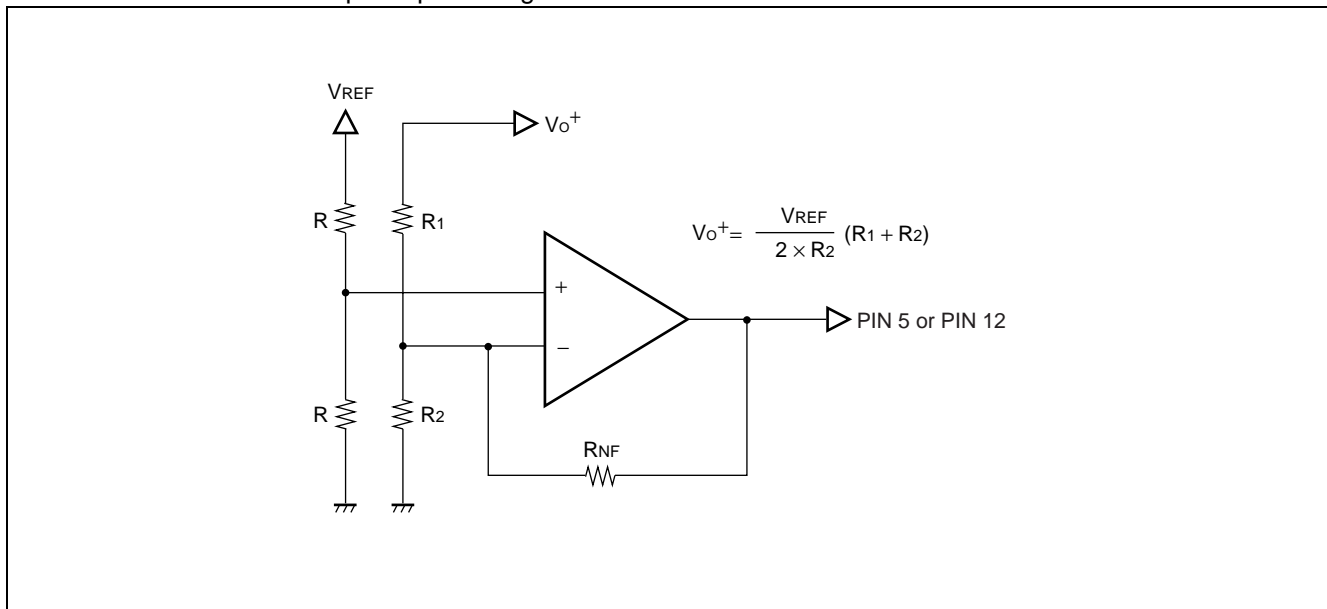 VREF
Vo+
R
R1
Vo+ = VREF / 2 × R2 (R1 + R2)
+
−
PIN 5 or PIN 12
R
R2
RNF